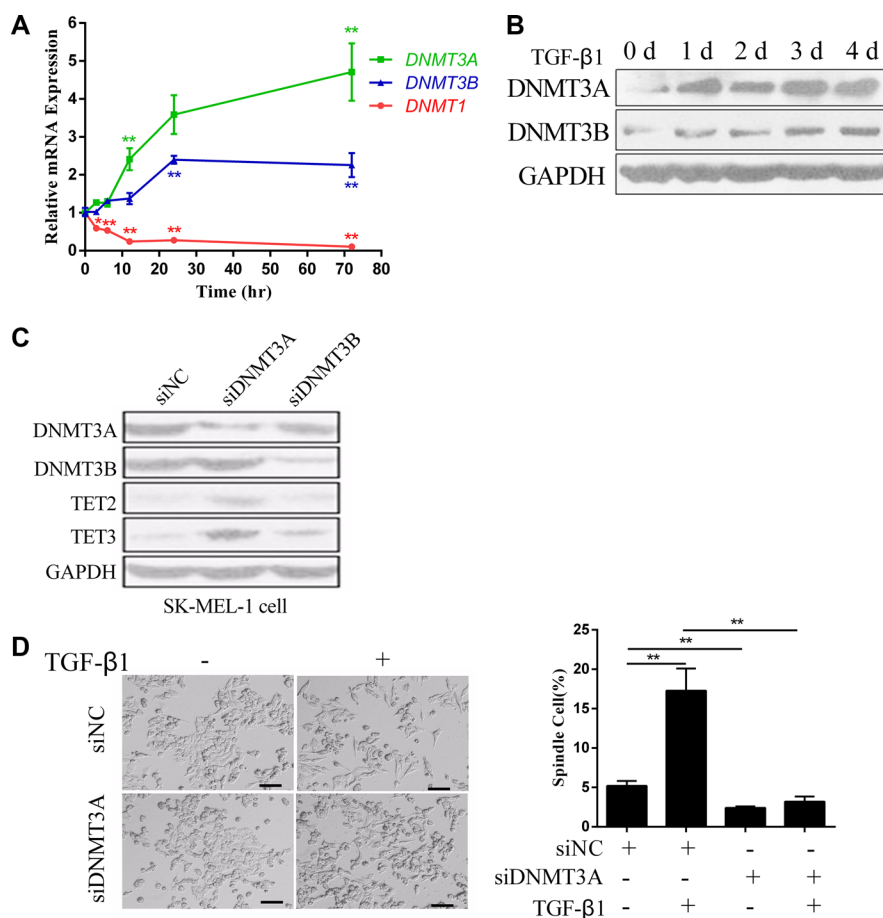 A
Relative mRNA Expression
6
5
4
3
2
1
0
0 10 20 30 40 50 60 70 80
Time (hr)
** ** ** ** * ** ** ** **
DNMT3A
DNMT3B
DNMT1
B
TGF-β1 0 d 1 d 2 d 3 d 4 d
DNMT3A
DNMT3B
GAPDH
C
siNC siDNMT3A siDNMT3B
DNMT3A
DNMT3B
TET2
TET3
GAPDH
SK-MEL-1 cell
D
TGF-β1 - +
siNC
siDNMT3A
Spindle Cell(%)
25
20
15
10
5
0
**
**
**
siNC + + - -
siDNMT3A - - + +
TGF-β1 - + - +